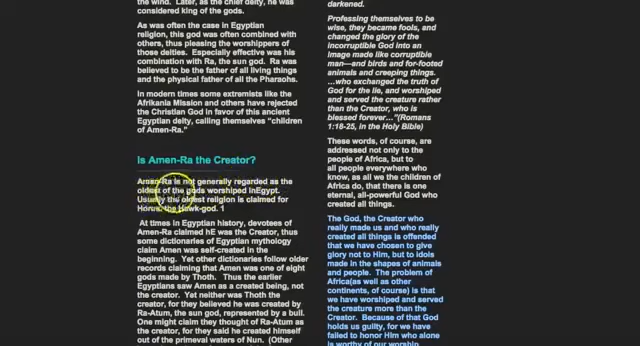 the wind. Later, as the chief deity, he was
considered king of the gods.
As was often the case in Egyptian
religion, this god was often combined with
others, thus pleasing the worshippers of
those deities. Especially effective was his
combination with Ra, the sun god. Ra was
believed to be the father of all living things
and the physical father of all the Pharaohs.
In modern times some extremists like the
Afrikania Mission and others have rejected
the Christian God in favor of this ancient
Egyptian deity, calling themselves “children
of Amen-Ra.”
Is Amen-Ra the Creator?
Amen-Ra is not generally regarded as the
oldest of the gods worshiped inEgypt.
Usually the oldest religion is claimed for
Horus, the Hawk-god. 1
At times in Egyptian history, devotees of
Amen-Ra claimed hE was the Creator, thus
some dictionaries of Egyptian mythology
claim Amen was self-created in the
beginning. Yet other dictionaries follow older
records claiming that Amen was one of eight
gods made by Thoth. Thus the earlier
Egyptians saw Amen as a created being, not
the creator. Yet neither was Thoth the
creator, for they believed he was created by
Ra-Atum, the sun god, represented by a bull.
One might claim they thought of Ra-Atum as
the creator, for they said he created himself
out of the primeval waters of Nun. (Other
darkened.
Professing themselves to be
wise, they became fools, and
changed the glory of the
incorruptible God into an
image made like corruptible
man—and birds and for-footed
animals and creeping things.
…who exchanged the truth of
God for the lie, and worshiped
and served the creature rather
than the Creator, who is
blessed forever…”(Romans
1:18-25, in the Holy Bible)
These words, of course, are
addressed not only to the
people of Africa, but to
all people everywhere who
know, as all we the children of
Africa do, that there is one
eternal, all-powerful God who
created all things.
The God, the Creator who
really made us and who really
created all things is offended
that we have chosen to give
glory not to Him, but to idols
made in the shapes of animals
and people. The problem of
Africa(as well as other
continents, of course) is that
we have worshiped and served
the creature more than the
Creator. Because of that God
holds us guilty, for we have
failed to honor Him who alone
is worthy of our worship